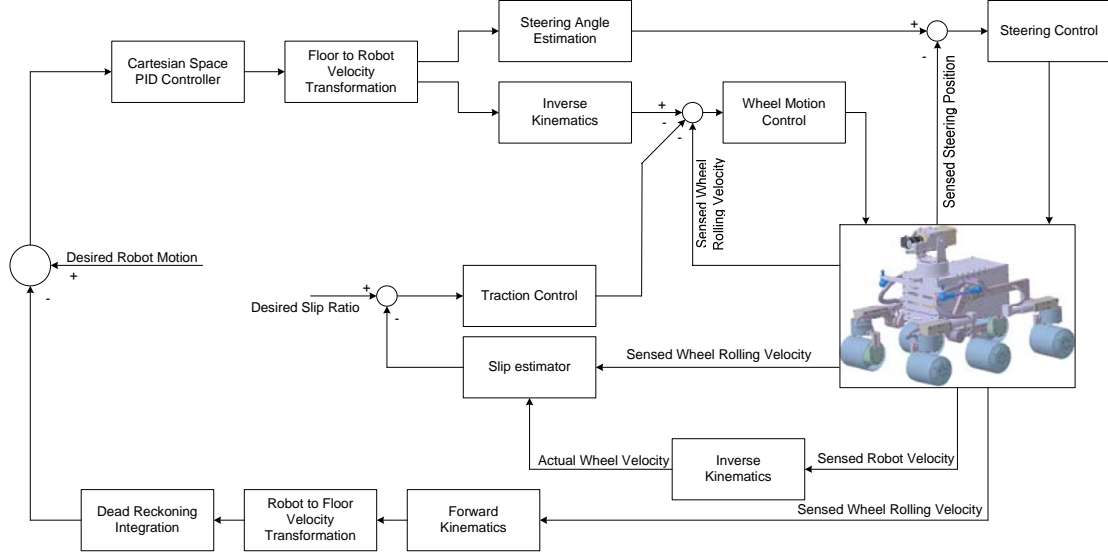 Steering Angle
Estimation
+
-
Steering Control
Cartesian Space
PID Controller
Floor to Robot
Velocity
Transformation
Inverse
Kinematics
+
-
-
Wheel Motion
Control
Sensed Steering Position
Sensed Wheel
Rolling Velocity
Desired Robot Motion
+
-
Desired Slip Ratio
+
-
Traction Control
Slip estimator
Sensed Wheel Rolling Velocity
Actual Wheel Velocity
Inverse
Kinematics
Sensed Robot Velocity
Dead Reckoning
Integration
Robot to Floor
Velocity
Transformation
Forward
Kinematics
Sensed Wheel Rolling Velocity